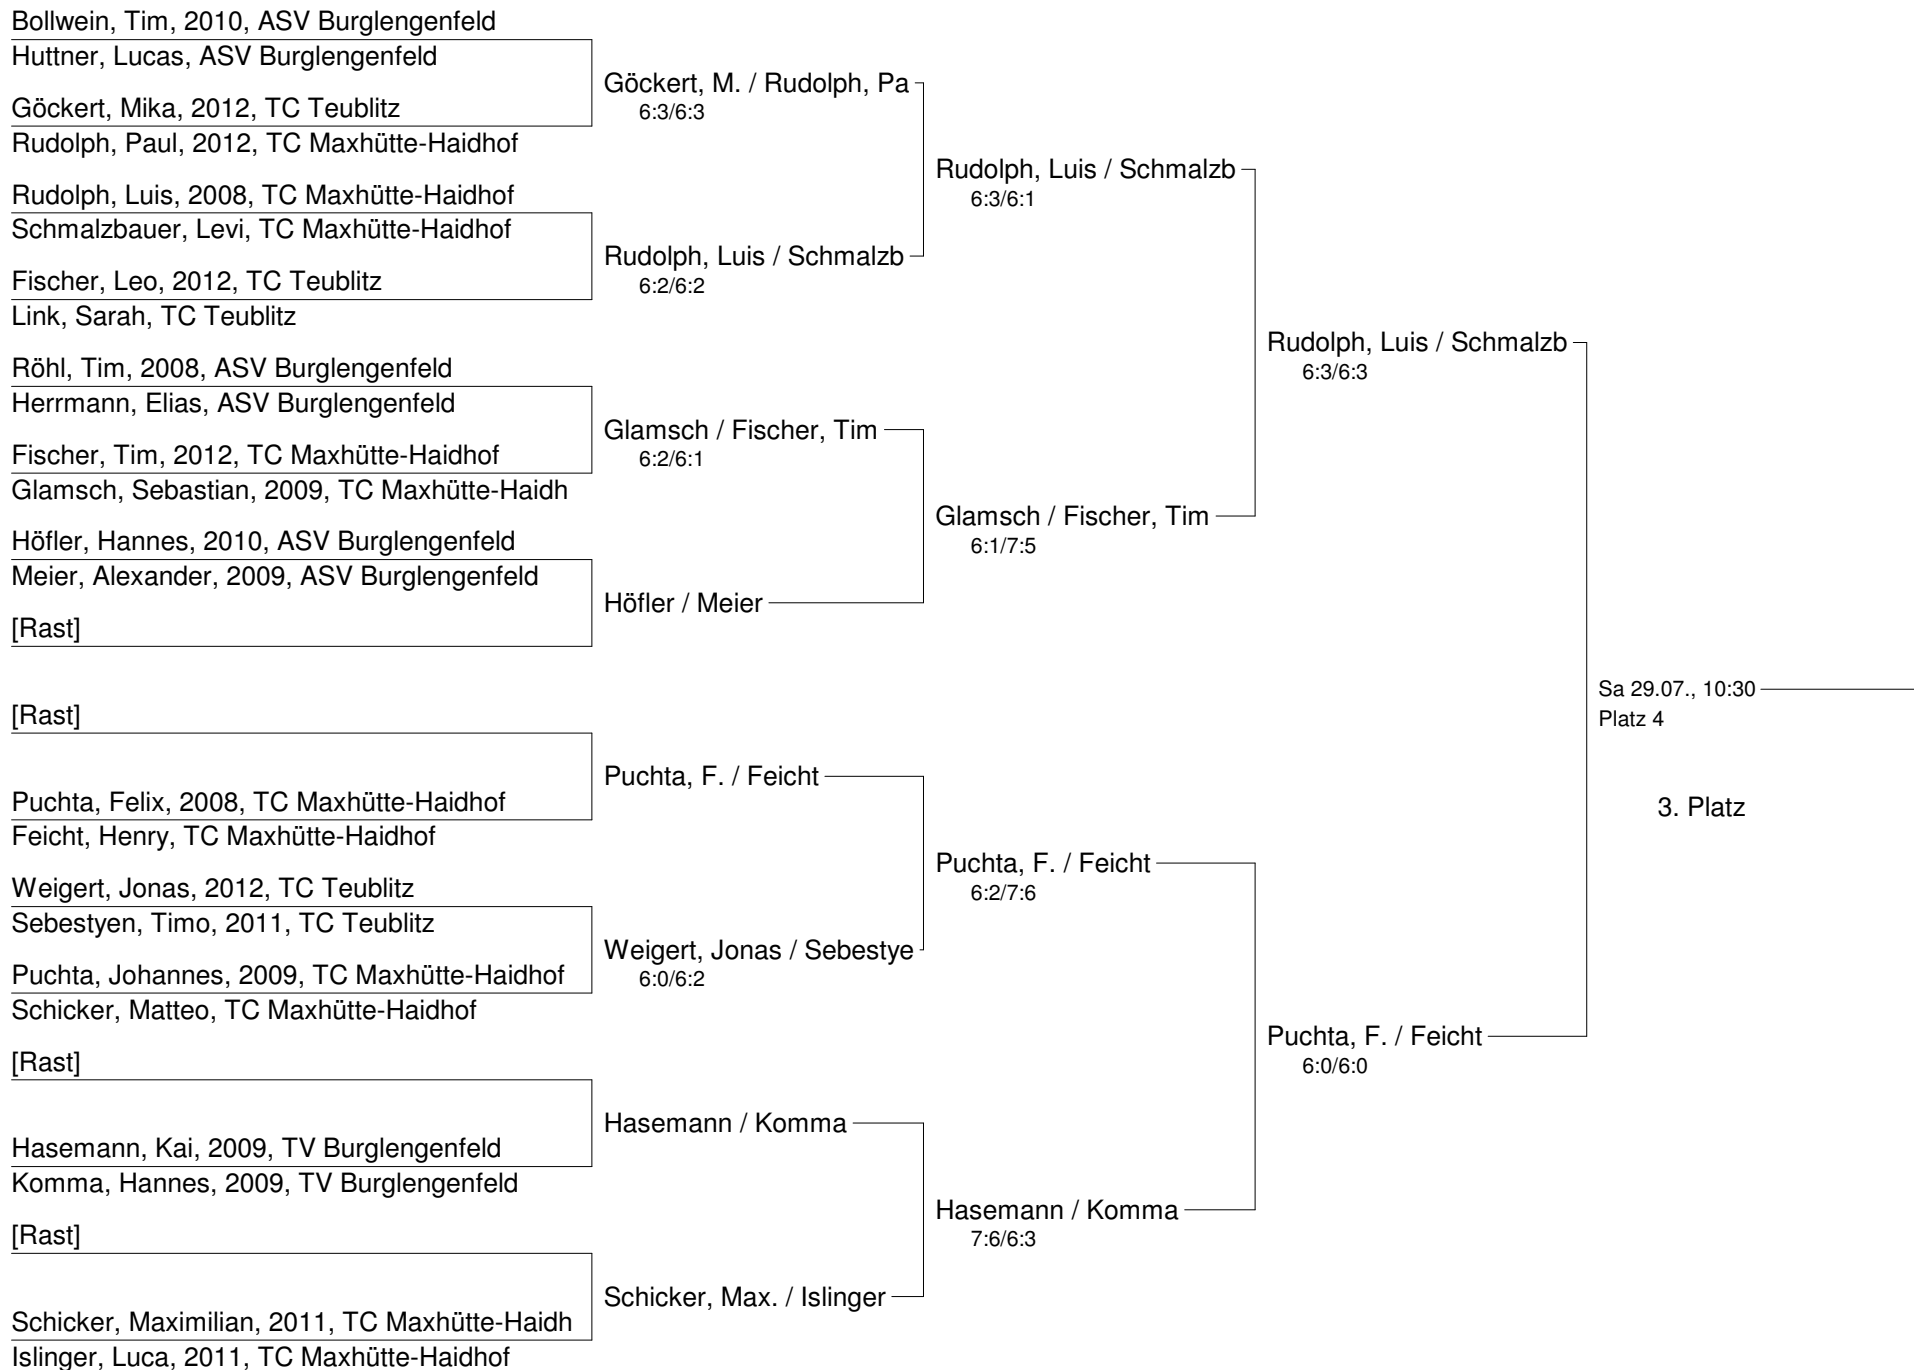 Bollwein, Tim, 2010, ASV Burglengenfeld
Huttner, Lucas, ASV Burglengenfeld
Göckert, Mika, 2012, TC Teublitz
Rudolph, Paul, 2012, TC Maxhütte-Haidhof
Rudolph, Luis, 2008, TC Maxhütte-Haidhof
Schmalzbauer, Levi, TC Maxhütte-Haidhof
Fischer, Leo, 2012, TC Teublitz
Link, Sarah, TC Teublitz
Röhl, Tim, 2008, ASV Burglengenfeld
Herrmann, Elias, ASV Burglengenfeld
Fischer, Tim, 2012, TC Maxhütte-Haidhof
Glamsch, Sebastian, 2009, TC Maxhütte-Haidh
Höfler, Hannes, 2010, ASV Burglengenfeld
Meier, Alexander, 2009, ASV Burglengenfeld
[Rast]
[Rast]
Puchta, Felix, 2008, TC Maxhütte-Haidhof
Feicht, Henry, TC Maxhütte-Haidhof
Weigert, Jonas, 2012, TC Teublitz
Sebestyen, Timo, 2011, TC Teublitz
Puchta, Johannes, 2009, TC Maxhütte-Haidhof
Schicker, Matteo, TC Maxhütte-Haidhof
[Rast]
Hasemann, Kai, 2009, TV Burglengenfeld
Komma, Hannes, 2009, TV Burglengenfeld
[Rast]
Schicker, Maximilian, 2011, TC Maxhütte-Haidh
Islinger, Luca, 2011, TC Maxhütte-Haidhof
Göckert, M. / Rudolph, Pa
6:3/6:3
Rudolph, Luis / Schmalzb
6:2/6:2
Glamsch / Fischer, Tim
6:2/6:1
Höfler / Meier
Puchta, F. / Feicht
Weigert, Jonas / Sebestye
6:0/6:2
Hasemann / Komma
Schicker, Max. / Islinger
Rudolph, Luis / Schmalzb
6:3/6:1
Glamsch / Fischer, Tim
6:1/7:5
Puchta, F. / Feicht
6:2/7:6
Hasemann / Komma
7:6/6:3
Rudolph, Luis / Schmalzb
6:3/6:3
Puchta, F. / Feicht
6:0/6:0
Sa 29.07., 10:30
Platz 4
3. Platz